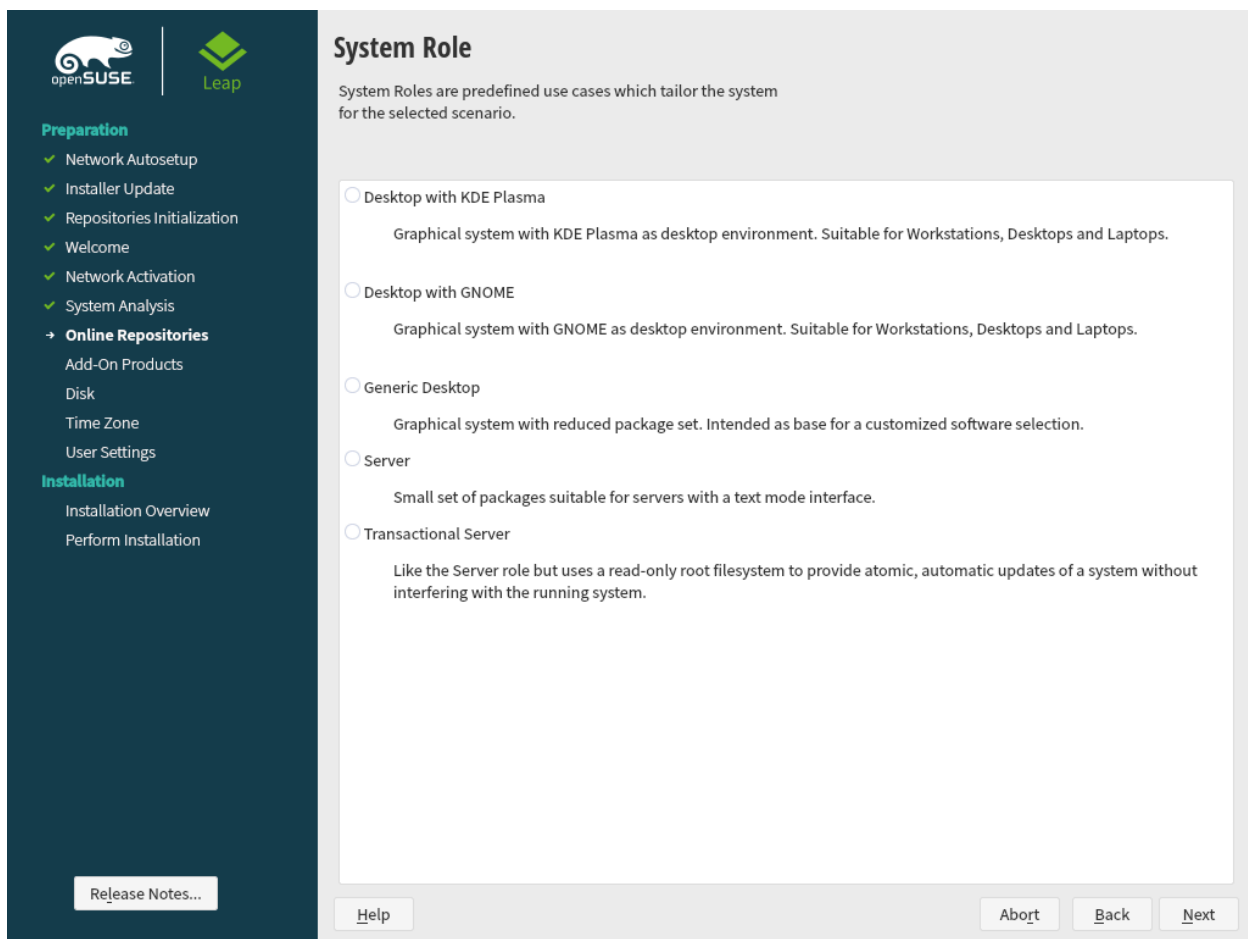 openSUSE
Leap
Preparation
Network Autosetup
Installer Update
Repositories Initialization
Welcome
Network Activation
System Analysis
Online Repositories
Add-On Products
Disk
Time Zone
User Settings
Installation
Installation Overview
Perform Installation
Release Notes...
System Role
System Roles are predefined use cases which tailor the system
for the selected scenario.
Desktop with KDE Plasma
Graphical system with KDE Plasma as desktop environment. Suitable for Workstations, Desktops and Laptops.
Desktop with GNOME
Graphical system with GNOME as desktop environment. Suitable for Workstations, Desktops and Laptops.
Generic Desktop
Graphical system with reduced package set. Intended as base for a customized software selection.
Server
Small set of packages suitable for servers with a text mode interface.
Transactional Server
Like the Server role but uses a read-only root filesystem to provide atomic, automatic updates of a system without
interfering with the running system.
Help
Abort
Back
Next